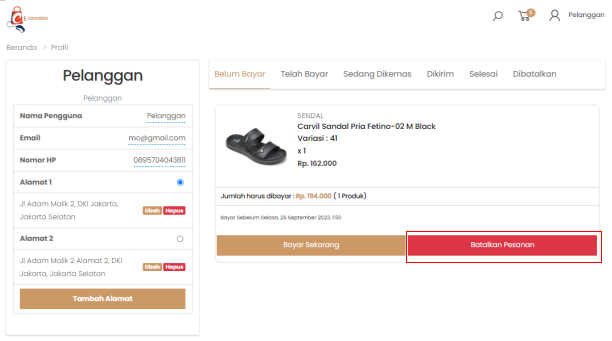 E commerce
0
Pelanggan
Beranda > Profil
Pelanggan
Pelanggan
Nama Pengguna Pelanggan
Email mo@gmail.com
Nomor HP 089570404381
Alamat 1
Jl Adam Malik 2, DKI Jakarta,
Jakarta Selatan
Ubah Hapus
Alamat 2
Jl Adam Malik 2 Alamat 2, DKI
Jakarta, Jakarta Selatan
Ubah Hapus
Tambah Alamat
Belum Bayar Telah Bayar Sedang Dikemas Dikirim Selesai Dibatalkan
SENDAL
Carvil Sandal Pria Fetino-02 M Black
Variasi : 41
x 1
Rp. 162.000
Jumlah harus dibayar : Rp. 194.000 ( 1 Produk)
Bayar Sebelum Selasa, 26 September 2023, 1:50
Bayar Sekarang
Batalkan Pesanan